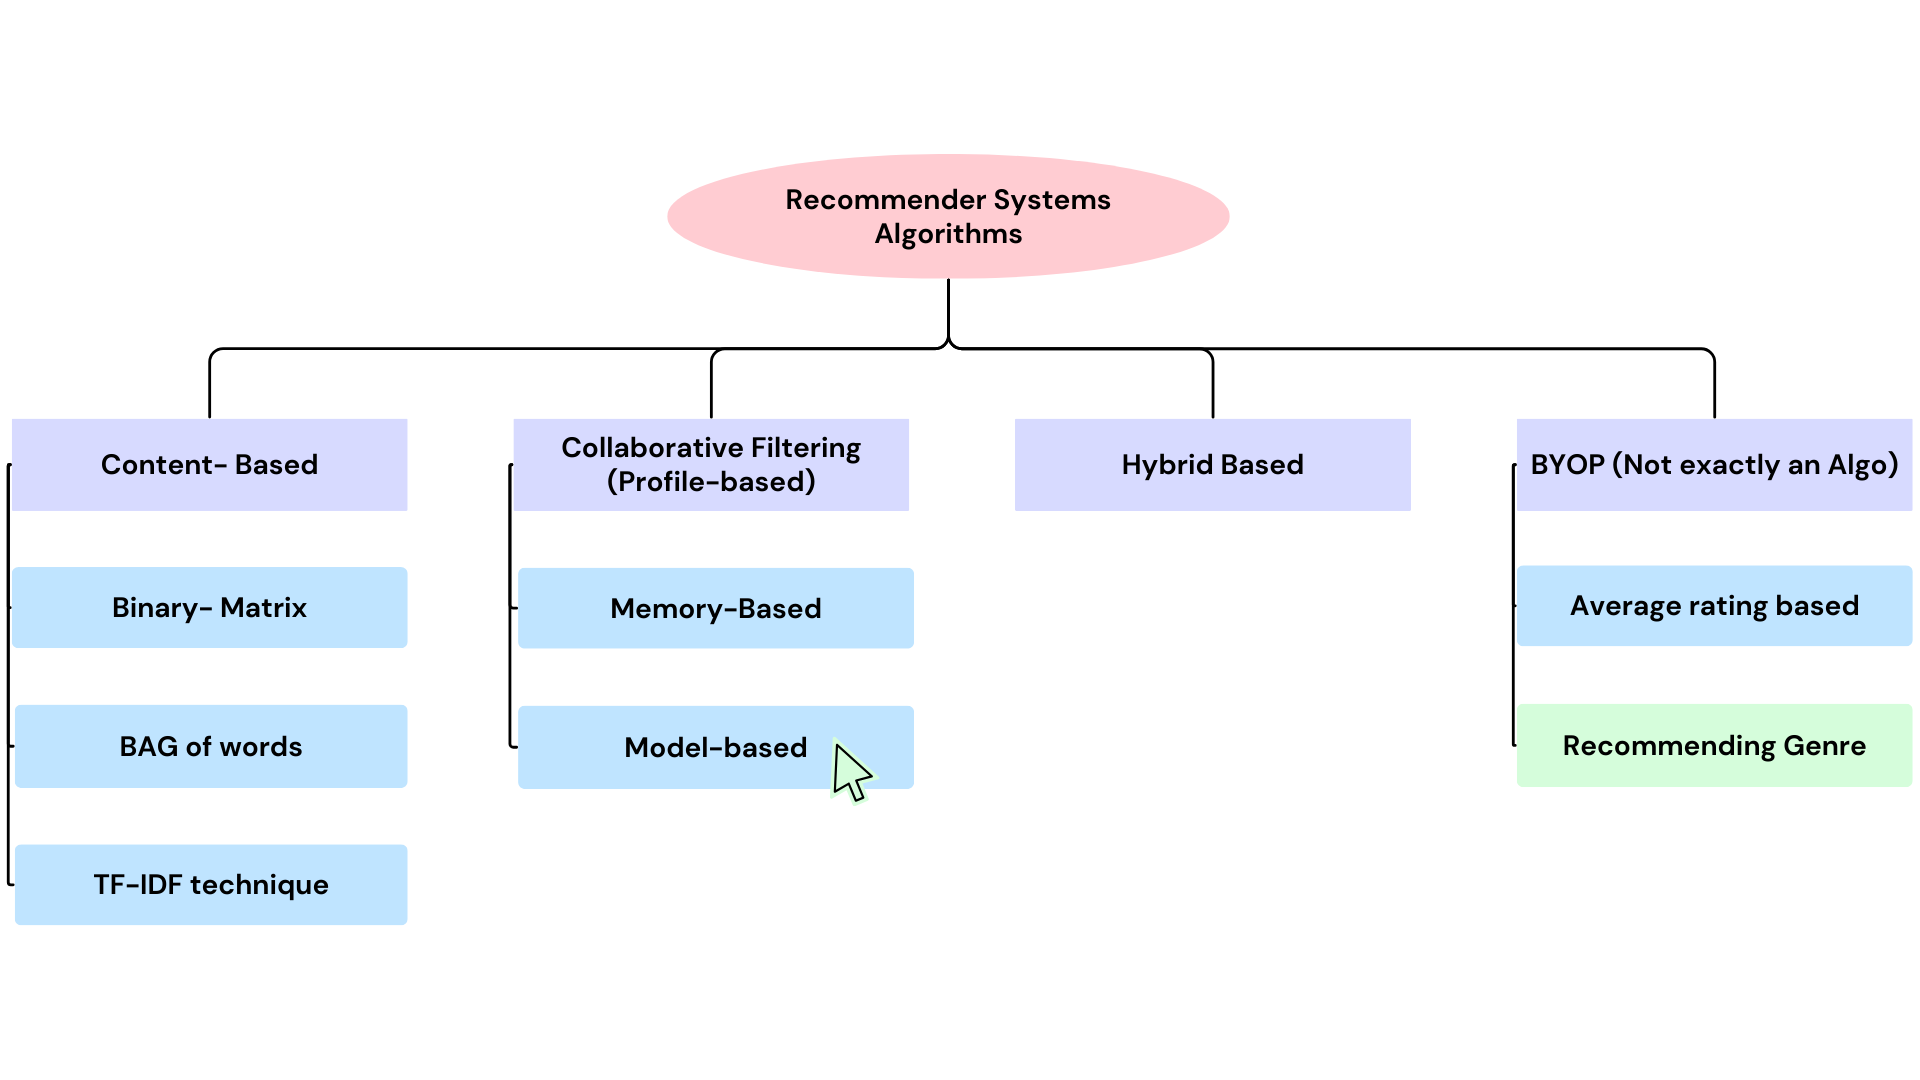 Recommender Systems
Algorithms
Content- Based
Collaborative Filtering
(Profile-based)
Hybrid Based
BYOP (Not exactly an Algo)
Binary- Matrix
Memory-Based
Average rating based
BAG of words
Model-based
Recommending Genre
TF-IDF technique